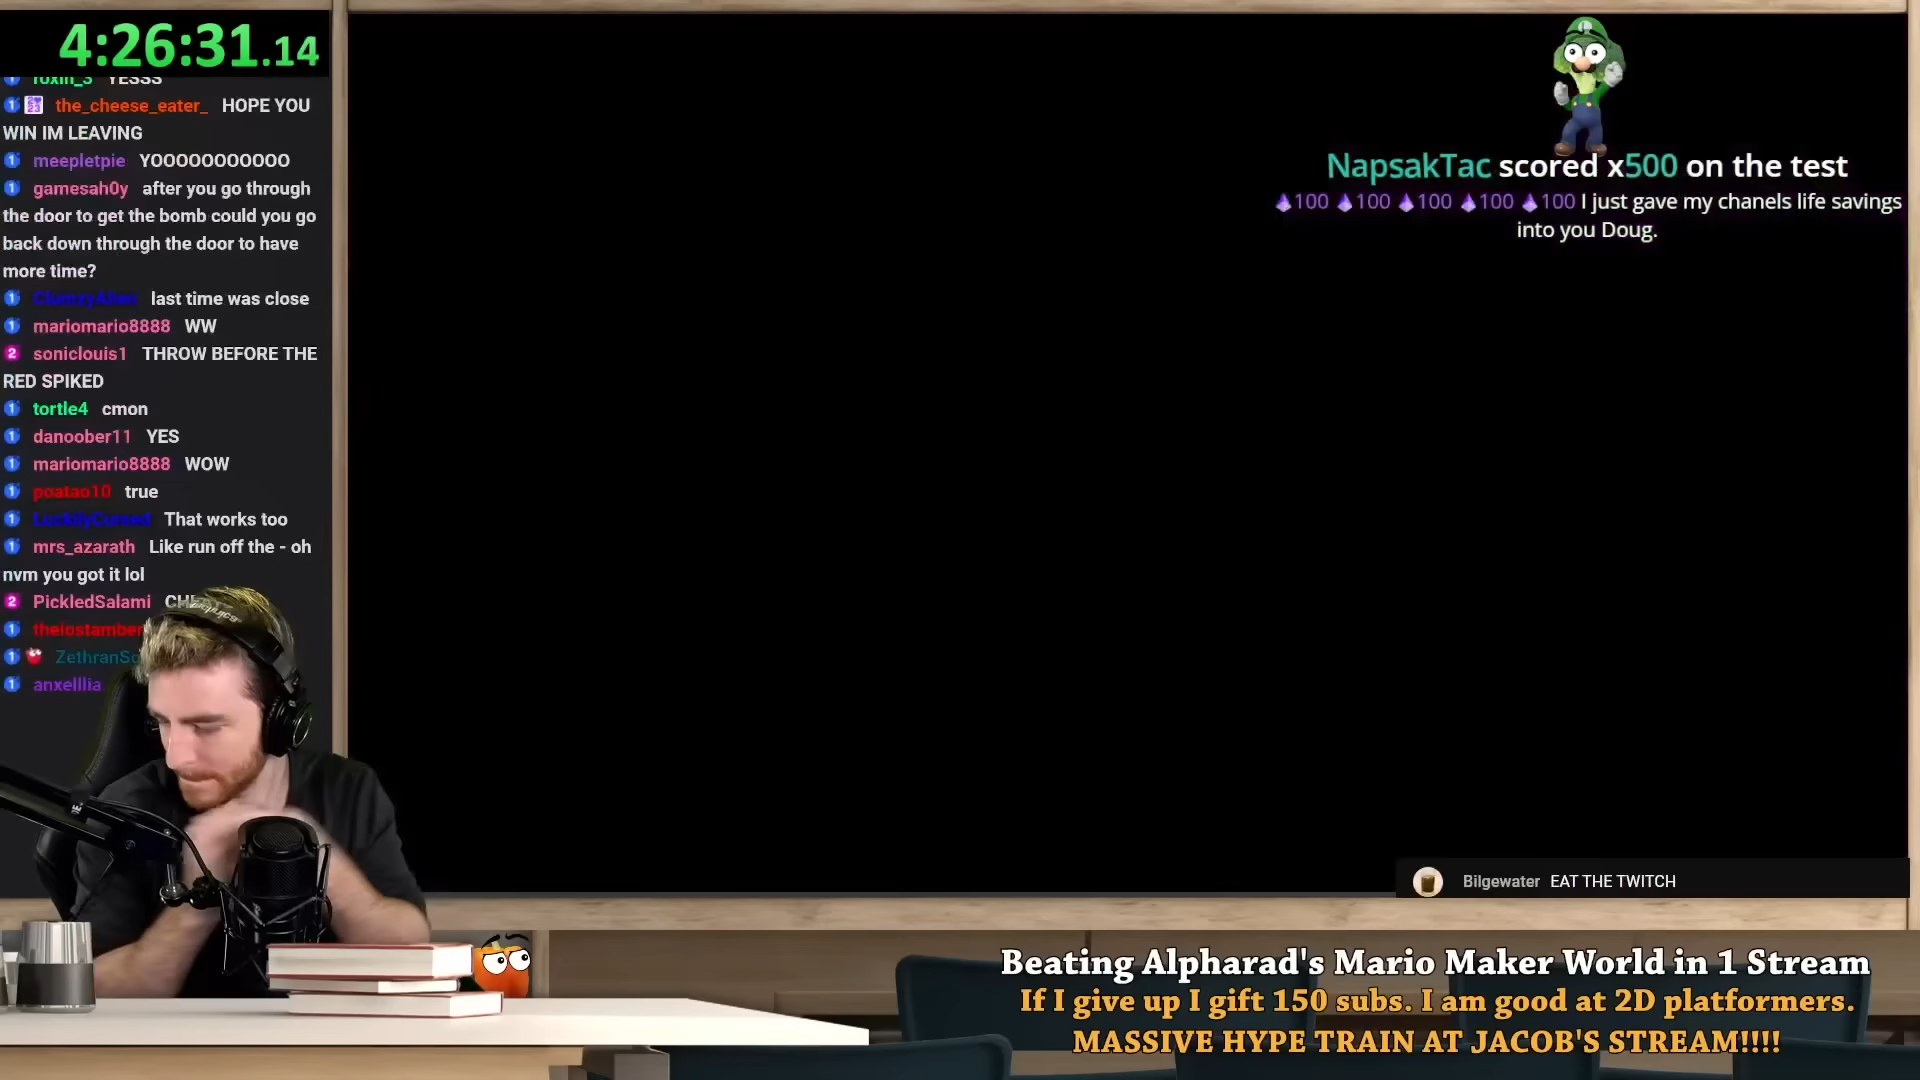 4:26:31.14
roxin_3 YESSS
the_cheese_eater_ HOPE YOU
WIN IM LEAVING
meepletpie YOOOOOOOOOOO
gamesah0y after you go through
the door to get the bomb could you go
back down through the door to have
more time?
last time was close
mariomario8888 WW
soniclouis1 THROW BEFORE THE
RED SPIKED
tortle4 cmon
danoober11 YES
mariomario8888 WOW
poatao10 true
LuckilyCursed That works too
mrs_azarath Like run off the - oh
nvm you got it lol
PickledSalami
anxelllia
NapsakTac scored x500 on the test
100 100 100 100 100 I just gave my chanels life savings
into you Doug.
Bilgewater EAT THE TWITCH
Beating Alpharad's Mario Maker World in 1 Stream
If I give up I gift 150 subs. I am good at 2D platformers.
MASSIVE HYPE TRAIN AT JACOB'S STREAM!!!!